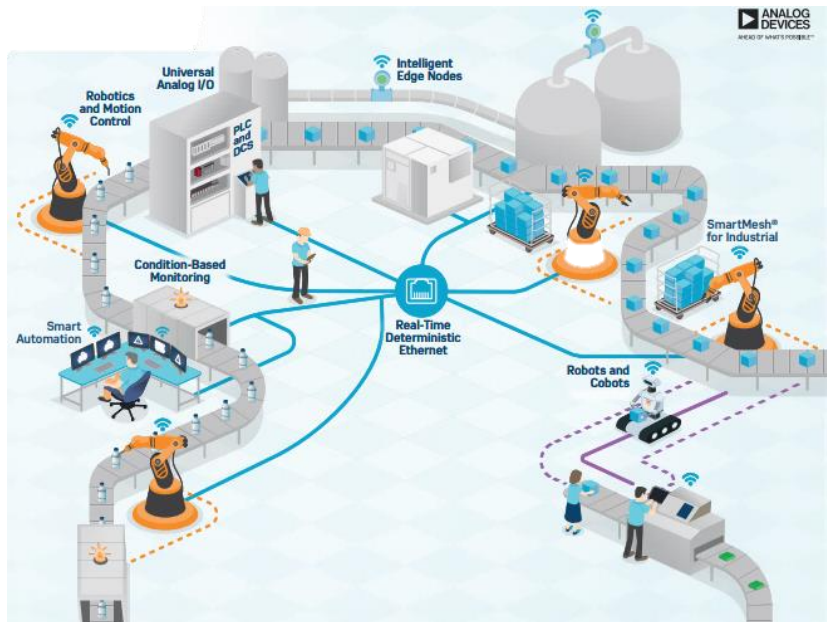 ANALOG
DEVICES
AHEAD OF WHAT'S POSSIBLE™
Universal
Analog I/O
Intelligent
Edge Nodes
Robotics
and Motion
Control
PLC
and
DCS
SmartMesh®
for Industrial
Condition-Based
Monitoring
Smart
Automation
Real-Time
Deterministic
Ethernet
Robots and
Cobots